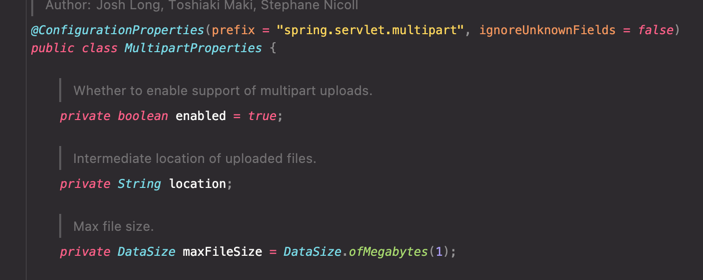 Author: Josh Long, Toshiaki Maki, Stephane Nicoll
@ConfigurationProperties(prefix = "spring.servlet.multipart", ignoreUnknownFields = false)
public class MultipartProperties {
Whether to enable support of multipart uploads.
private boolean enabled = true;
Intermediate location of uploaded files.
private String location;
Max file size.
private DataSize maxFileSize = DataSize.ofMegabytes(1);